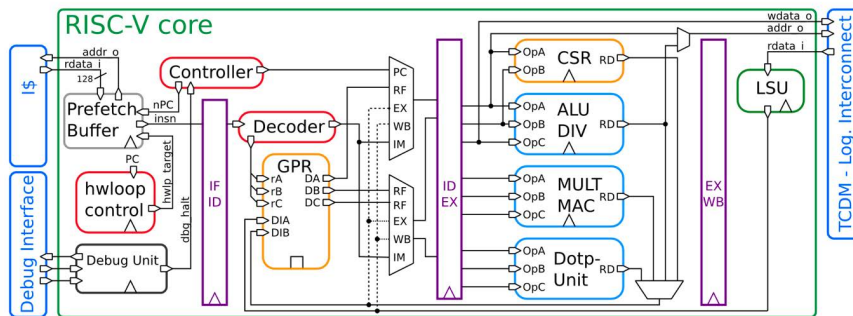 RISC-V core
I$
addr_o
rdata_i
128
Prefetch
Buffer
nPC
insn
PC
hwlp_target
hwloop
control
Debug Interface
Debug Unit
dbg_halt
Controller
IF
ID
Decoder
GPR
rA
rB
rC
DIA
DIB
DA
DB
DC
PC
RF
EX
WB
IM
RF
RF
EX
WB
IM
ID
EX
OpA
OpB
CSR
RD
OpA
OpB
OpC
ALU
DIV
RD
OpA
OpB
OpC
MULT
MAC
RD
OpA
OpB
OpC
Dotp-
Unit
RD
EX
WB
wdata_o
addr_o
rdata_i
LSU
TCDM - Log. Interconnect